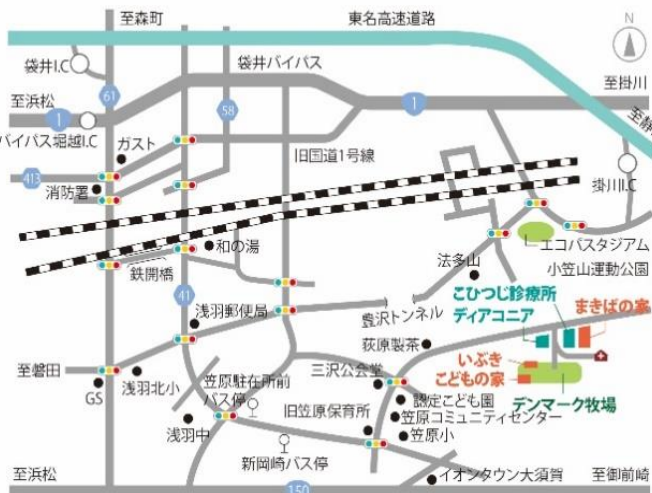 至森町
東名高速道路
N
袋井I.C
袋井バイパス
61
58
至掛川
至浜松
1
1
バイパス堀越I.C
ガスト
旧国道1号線
413
消防署
掛川I.C
和の湯
エコパスタジアム
鉄開橋
法多山
小笠山運動公園
41
浅羽郵便局
豊沢トンネル
こひつじ診療所
ディアコニア
まきばの家
荻原製茶
至磐田
いぶき
こどもの家
GS
浅羽北小
笠原駐在所前
バス停
三沢公会堂
認定こども園
デンマーク牧場
旧笠原保育所
笠原コミュニティセンター
浅羽中
笠原小
新岡崎バス停
イオンタウン大須賀
至浜松
150
至御前崎